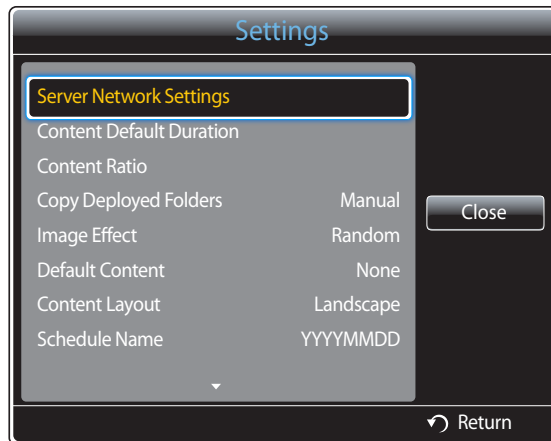 Settings
Server Network Settings
Content Default Duration
Content Ratio
Copy Deployed Folders Manual
Image Effect Random
Default Content None
Content Layout Landscape
Schedule Name YYYYMMDD
Close
Return